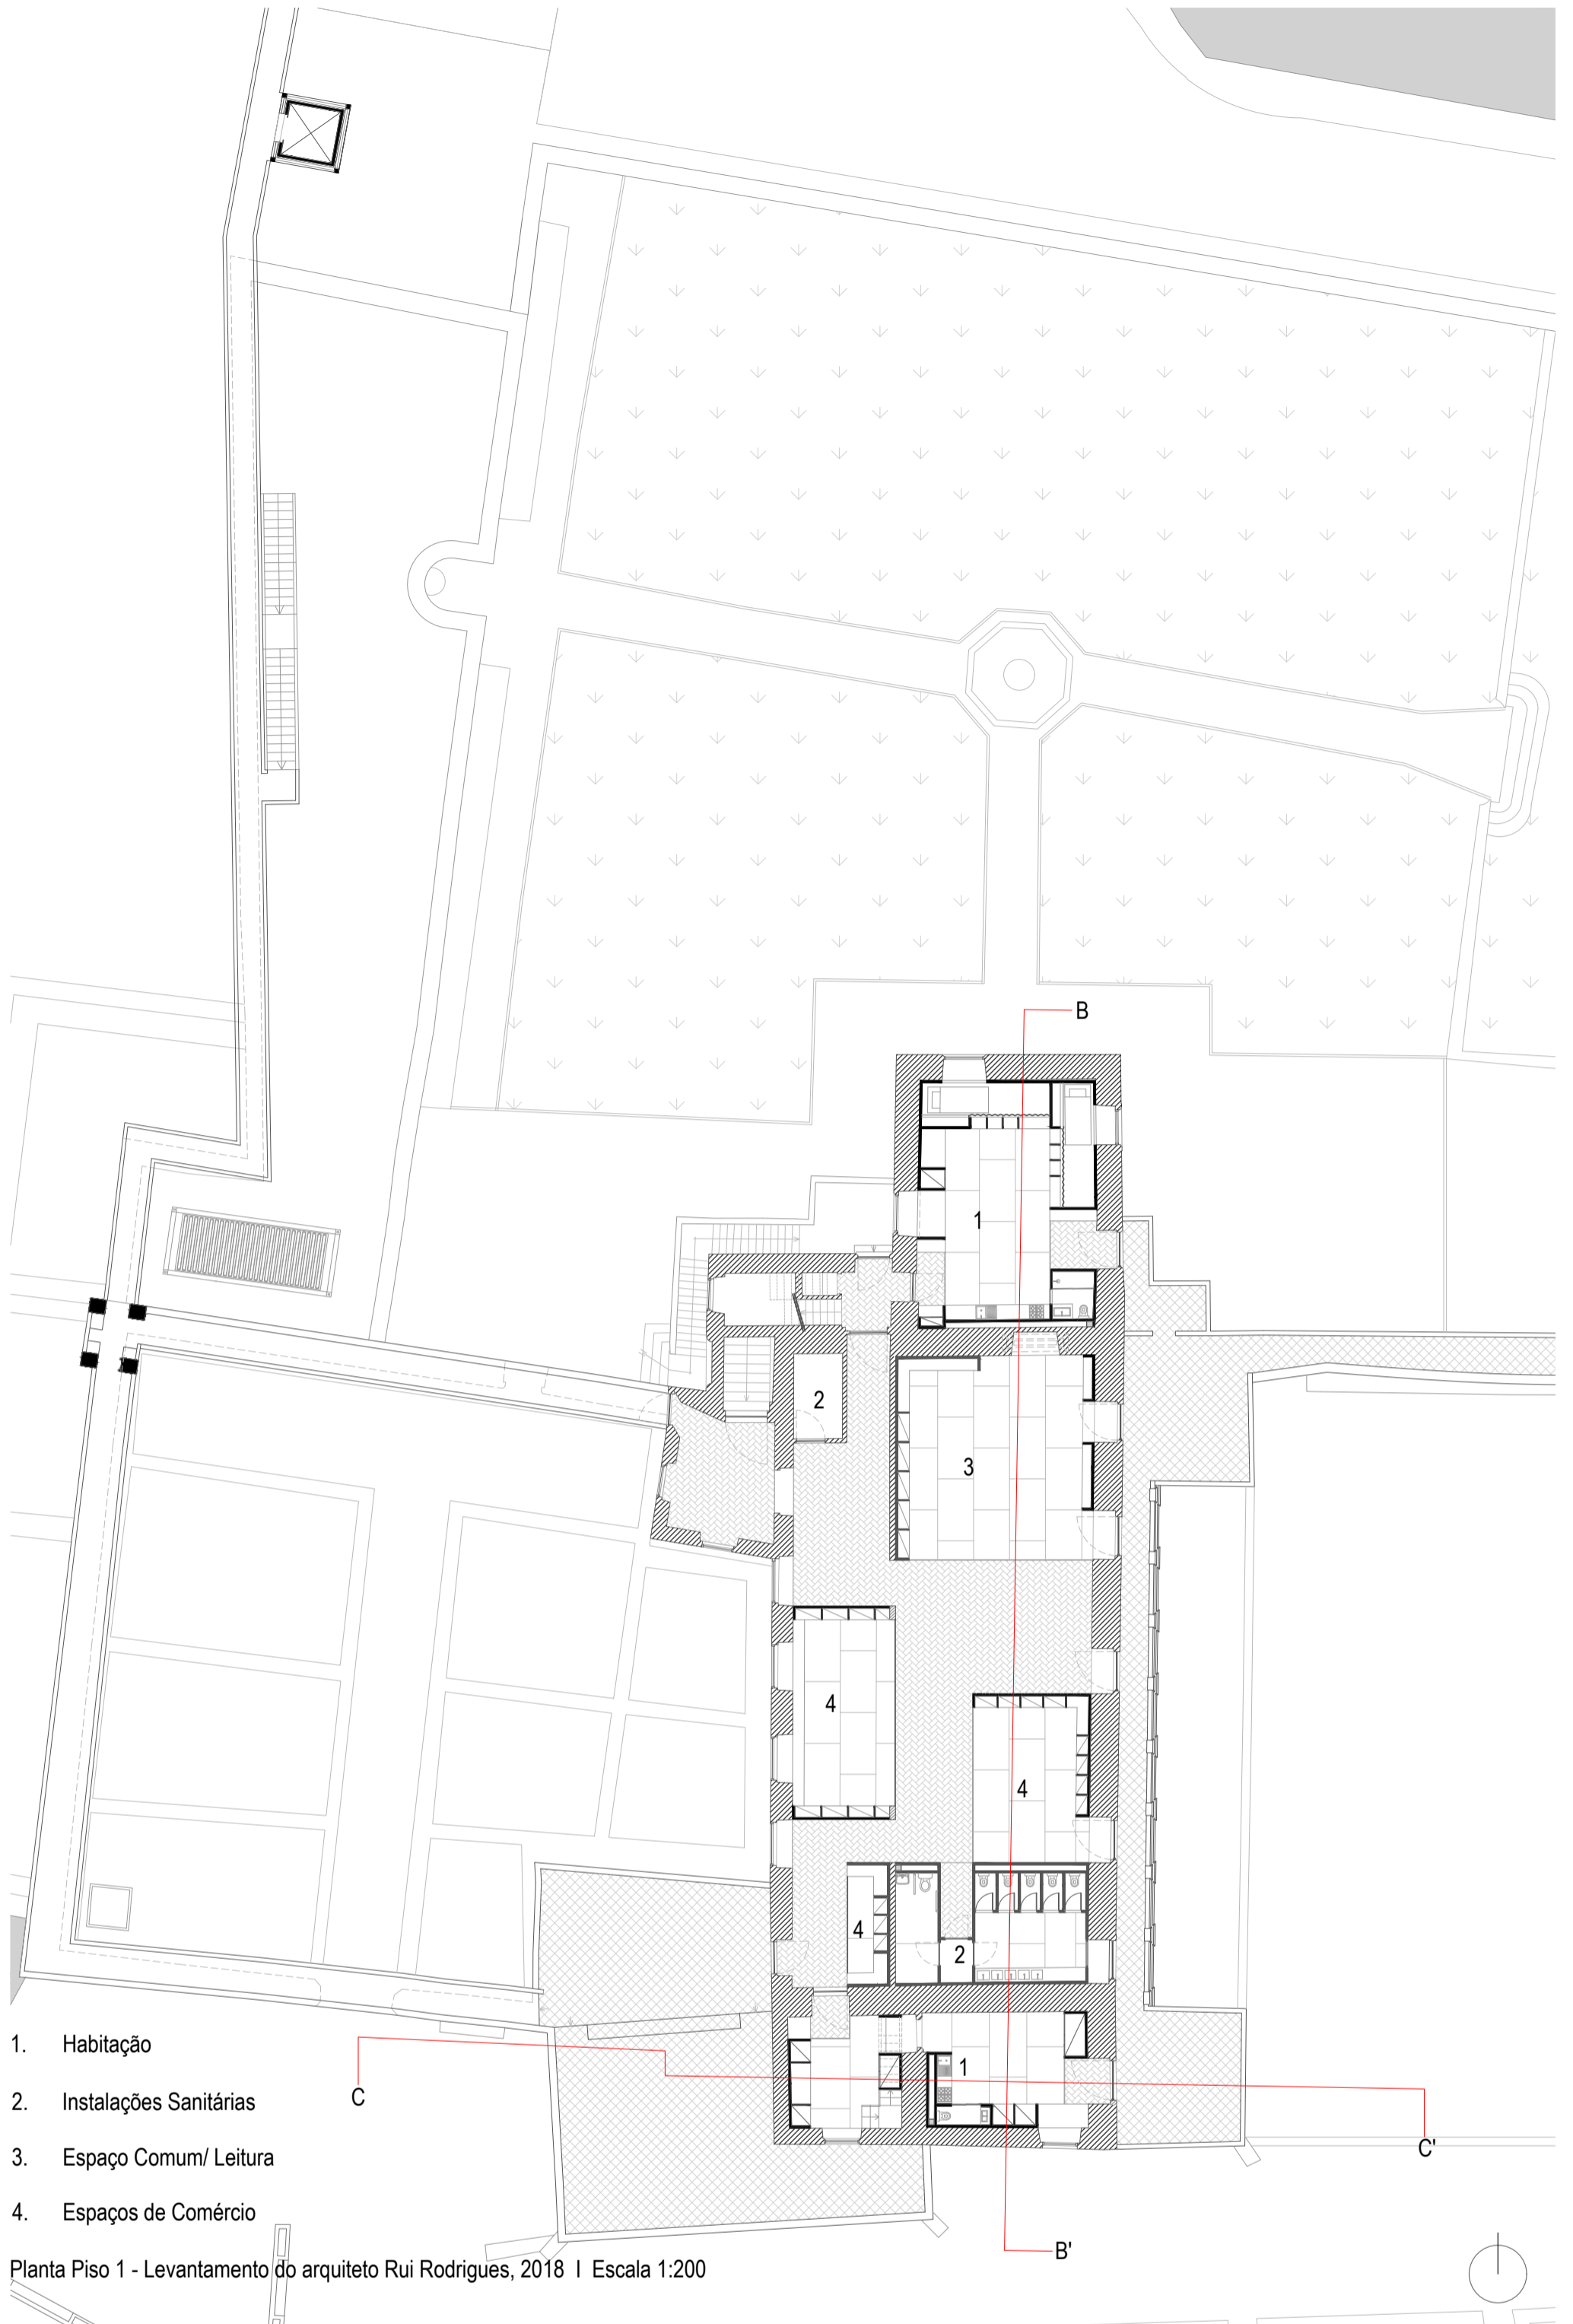 B
1
2
3
4
4
4
2
1
C
C'
B'
1. Habitação
2. Instalações Sanitárias
3. Espaço Comum/ Leitura
4. Espaços de Comércio
Planta Piso 1 - Levantamento do arquiteto Rui Rodrigues, 2018 I Escala 1:200